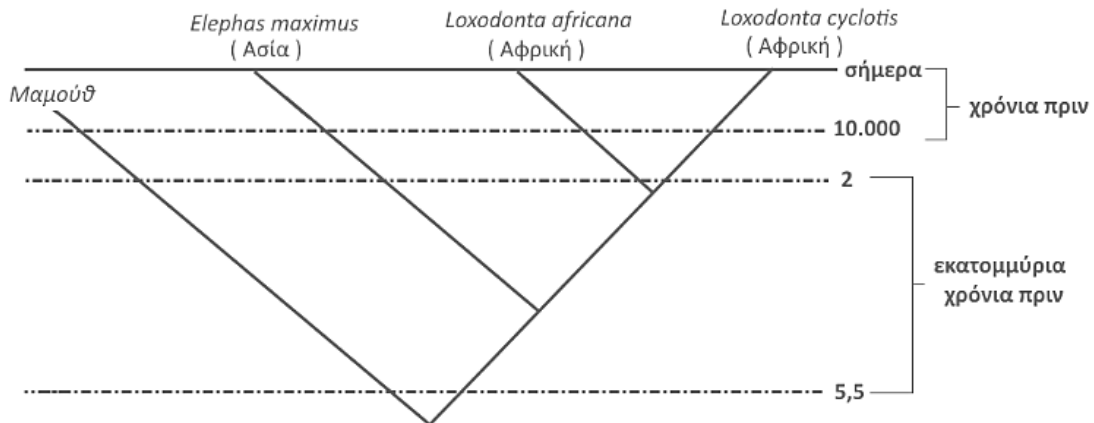 Elephas maximus
( Ασία )
Loxodonta africana
( Αφρική )
Loxodonta cyclotis
( Αφρική )
Μαμούθ
σήμερα
10.000
χρόνια πριν
2
εκατομμύρια
χρόνια πριν
5,5